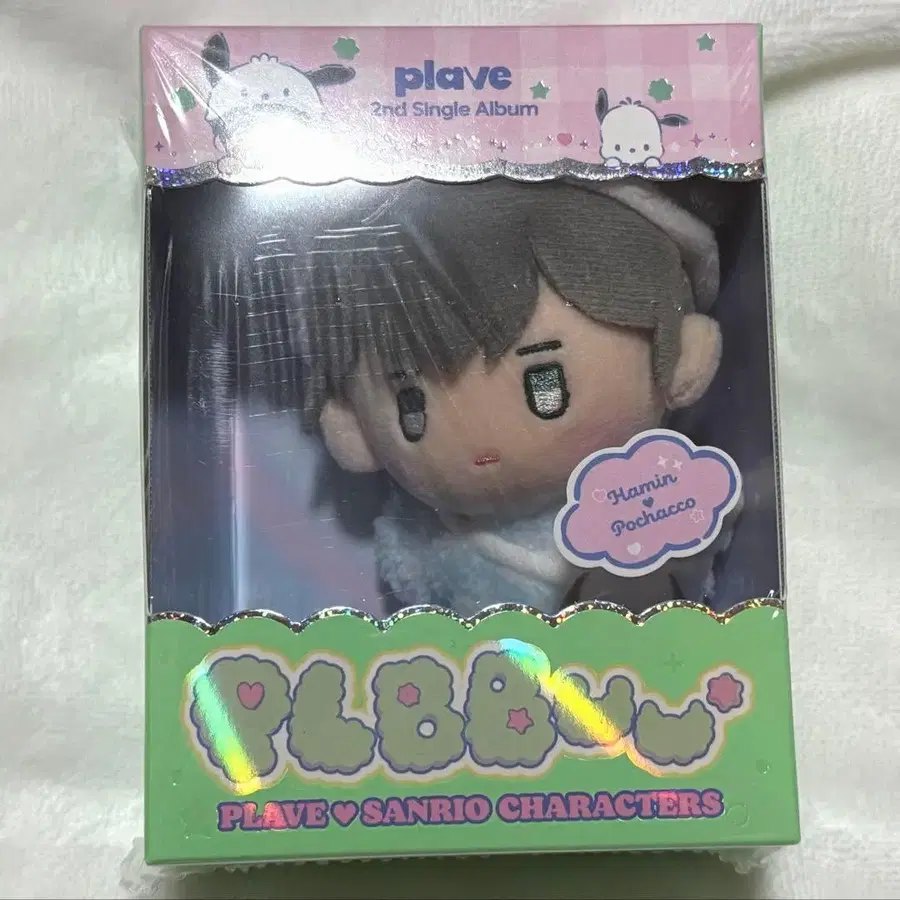 plave
2nd Single Album
Hamin
Pochacco
PLBBUU
PLAVE ♥ SANRIO CHARACTERS